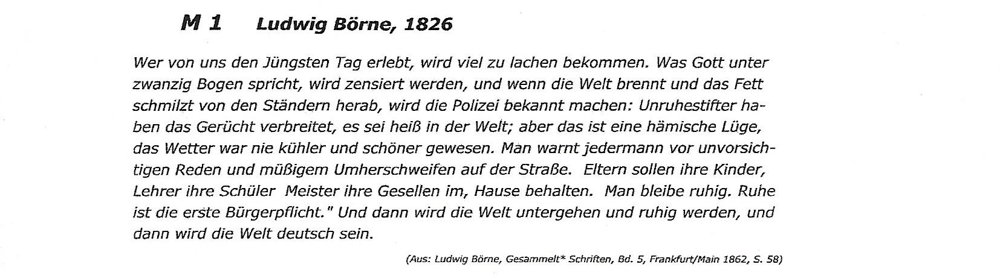 M 1 Ludwig Börne, 1826
Wer von uns den Jüngsten Tag erlebt, wird viel zu lachen bekommen. Was Gott unter
zwanzig Bogen spricht, wird zensiert werden, und wenn die Welt brennt und das Fett
schmilzt von den Ständern herab, wird die Polizei bekannt machen: Unruhestifter ha-
ben das Gerücht verbreitet, es sei heiß in der Welt; aber das ist eine hämische Lüge,
das Wetter war nie kühler und schöner gewesen. Man warnt jedermann vor unvorsich-
tigen Reden und müßigem Umherschweifen auf der Straße. Eltern sollen ihre Kinder,
Lehrer ihre Schüler Meister ihre Gesellen im, Hause behalten. Man bleibe ruhig. Ruhe
ist die erste Bürgerpflicht." Und dann wird die Welt untergehen und ruhig werden, und
dann wird die Welt deutsch sein.
(Aus: Ludwig Börne, Gesammelt* Schriften, Bd. 5, Frankfurt/Main 1862, S. 58)